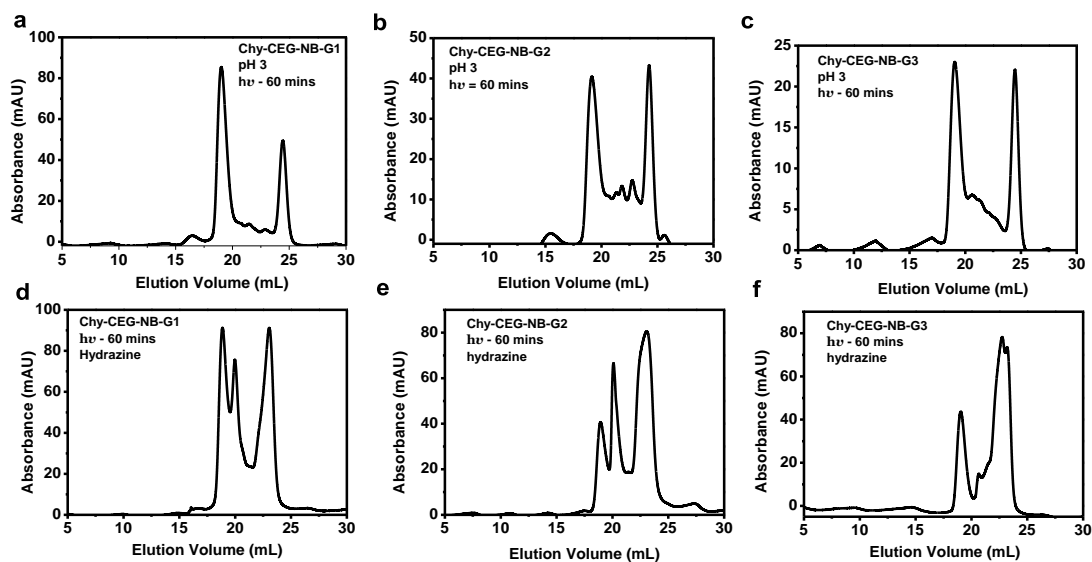 a
Chy-CEG-NB-G1
pH 3
hυ - 60 mins
Absorbance (mAU)
100
80
60
40
20
0
5 10 15 20 25 30
Elution Volume (mL)
b
Chy-CEG-NB-G2
pH 3
hυ = 60 mins
Absorbance (mAU)
50
40
30
20
10
0
5 10 15 20 25 30
Elution Volume (mL)
c
Chy-CEG-NB-G3
pH 3
hυ - 60 mins
Absorbance (mAU)
25
20
15
10
5
0
5 10 15 20 25 30
Elution Volume (mL)
d
Chy-CEG-NB-G1
hυ - 60 mins
Hydrazine
Absorbance (mAU)
100
80
60
40
20
0
5 10 15 20 25 30
Elution Volume (mL)
e
Chy-CEG-NB-G2
hυ - 60 mins
hydrazine
Absorbance (mAU)
80
60
40
20
0
5 10 15 20 25 30
Elution Volume (mL)
f
Chy-CEG-NB-G3
hυ - 60 mins
hydrazine
Absorbance (mAU)
80
60
40
20
0
5 10 15 20 25 30
Elution Volume (mL)